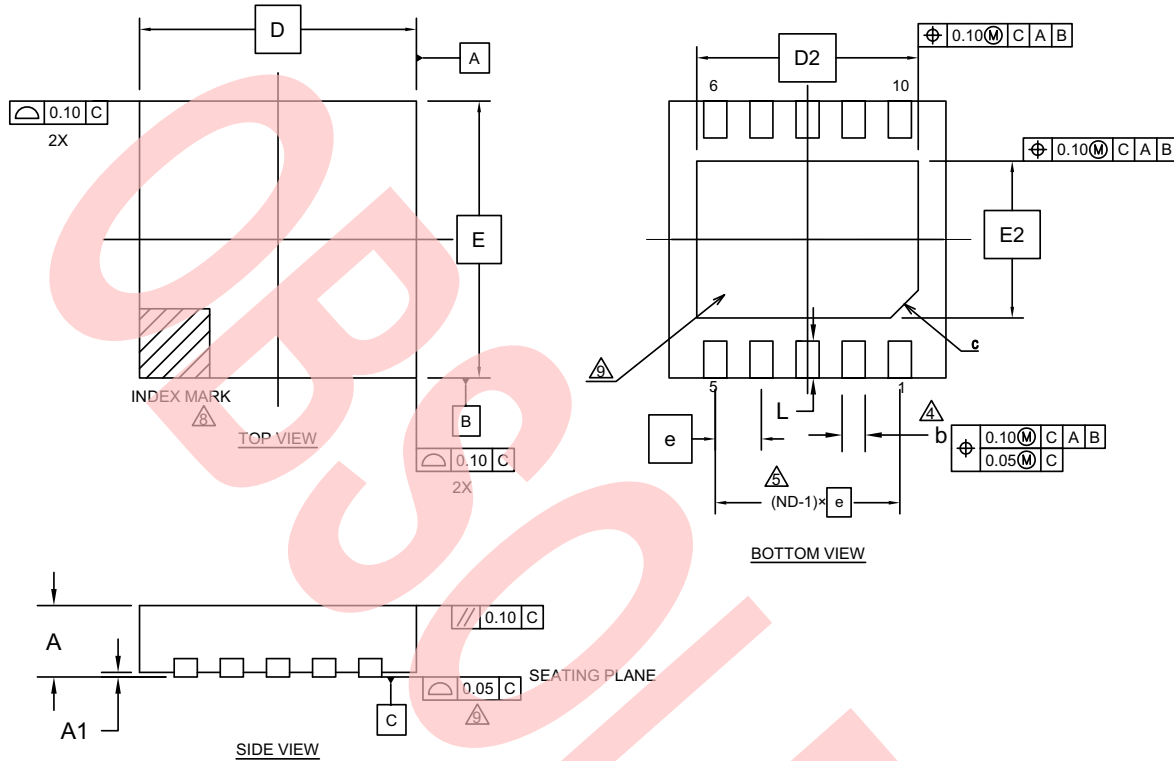 D
A
0.10 C
2X
E
INDEX MARK
8
B
TOP VIEW
0.10 C
2X
0.10 Ⓜ C A B
D2
6 10
0.10 Ⓜ C A B
E2
9
c
5 1
L
4
e
b
0.10 Ⓜ C A B
0.05 Ⓜ C
5
(ND-1)× e
BOTTOM VIEW
A
// 0.10 C
SEATING PLANE
0.05 C
9
A1
C
SIDE VIEW
OBSOL